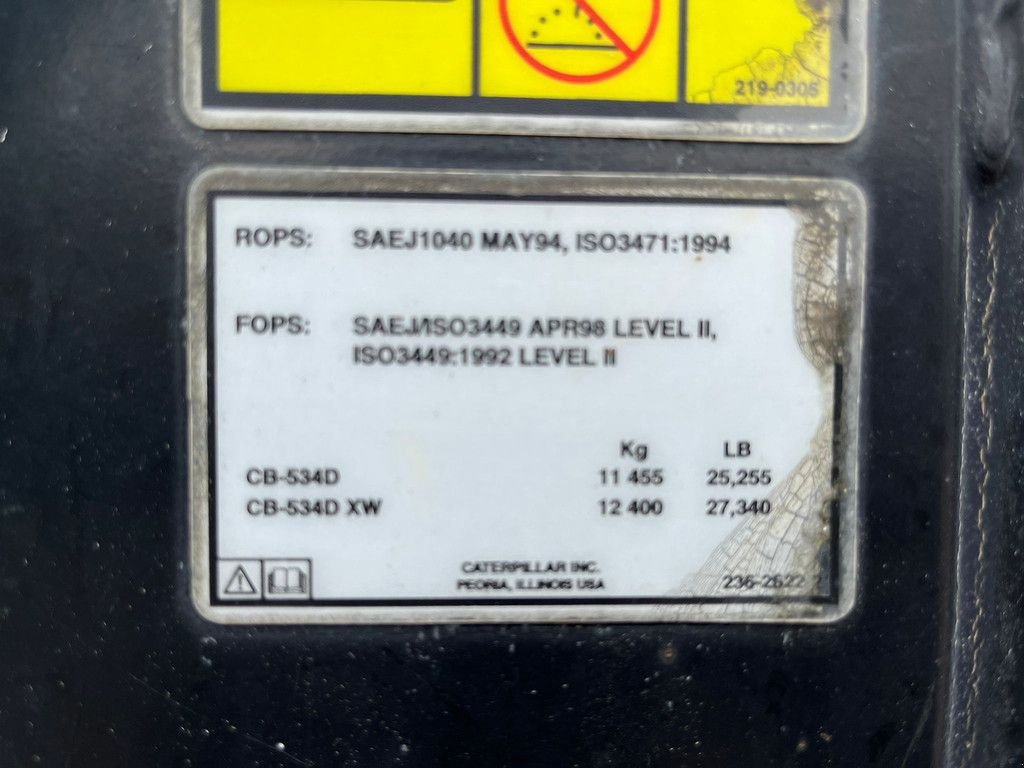 219-0306
ROPS: SAEJ1040 MAY94, ISO3471:1994
FOPS: SAEJ/ISO3449 APR98 LEVEL II,
ISO3449:1992 LEVEL II
Kg LB
CB-534D 11 455 25,255
CB-534D XW 12 400 27,340
CATERPILLAR INC.
PEORIA, ILLINOIS USA
236-2622 2